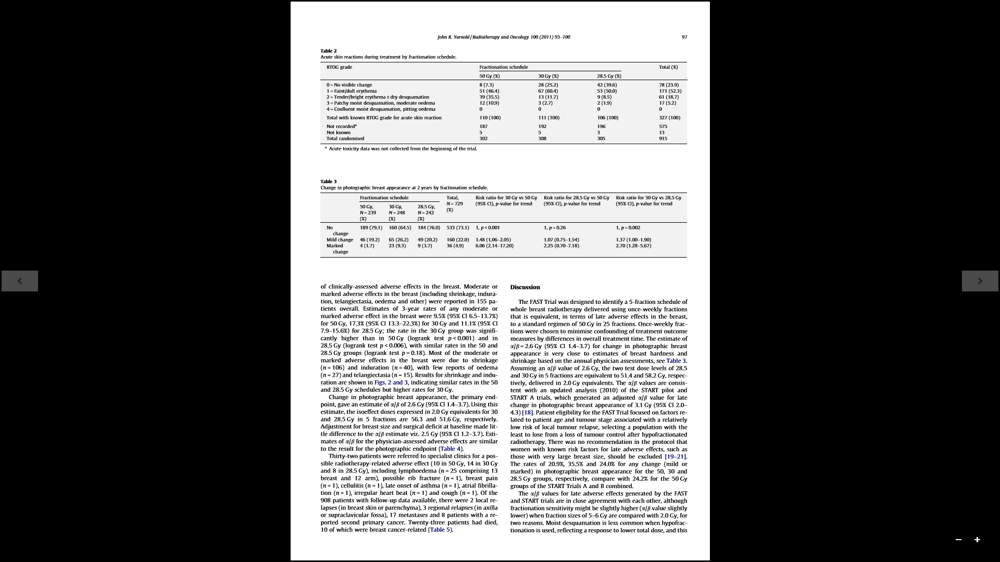 John R. Yarnold / Radiotherapy and Oncology 100 (2011) 93–100
97
Table 2
Acute skin reactions during treatment by fractionation schedule.
RTOG grade Fractionation schedule Total (%)
50 Gy (%) 30 Gy (%) 28.5 Gy (%)
0 = No visible change 8 (7.3) 28 (25.2) 42 (39.6) 78 (23.9)
1 = Faint/dull erythema 51 (46.4) 67 (60.4) 53 (50.0) 171 (52.3)
2 = Tender/bright erythema ± dry desquamation 39 (35.5) 13 (11.7) 9 (8.5) 61 (18.7)
3 = Patchy moist desquamation, moderate oedema 12 (10.9) 3 (2.7) 2 (1.9) 17 (5.2)
4 = Confluent moist desquamation, pitting oedema 0 0 0 0
Total with known RTOG grade for acute skin reaction 110 (100) 111 (100) 106 (100) 327 (100)
Not recorded^a 187 192 196 575
Not known 5 5 3 13
Total randomised 302 308 305 915
^a Acute toxicity data was not collected from the beginning of the trial.
Table 3
Change in photographic breast appearance at 2 years by fractionation schedule.
Fractionation schedule Total, Risk ratio for 30 Gy vs 50 Gy Risk ratio for 28.5 Gy vs 50 Gy Risk ratio for 30 Gy vs 28.5 Gy
N = 729 (95% CI), p-value for trend (95% CI), p-value for trend (95% CI), p-value for trend
50 Gy, 30 Gy, 28.5 Gy, (%)
N = 239 N = 248 N = 242
(%) (%) (%)
No 189 (79.1) 160 (64.5) 184 (76.0) 533 (73.1) 1, p < 0.001 1, p = 0.26 1, p = 0.002
change
Mild change 46 (19.2) 65 (26.2) 49 (20.2) 160 (22.0) 1.48 (1.06–2.05) 1.07 (0.75–1.54) 1.37 (1.00–1.90)
Marked 4 (1.7) 23 (9.3) 9 (3.7) 36 (4.9) 6.06 (2.14–17.20) 2.25 (0.70–7.18) 2.70 (1.28–5.67)
change
of clinically-assessed adverse effects in the breast. Moderate or
marked adverse effects in the breast (including shrinkage, indura-
tion, telangiectasia, oedema and other) were reported in 155 pa-
tients overall. Estimates of 3-year rates of any moderate or
marked adverse effect in the breast were 9.5% (95% CI 6.5–13.7%)
for 50 Gy, 17.3% (95% CI 13.3–22.3%) for 30 Gy and 11.1% (95% CI
7.9–15.6%) for 28.5 Gy; the rate in the 30 Gy group was signifi-
cantly higher than in 50 Gy (logrank test p < 0.001) and in
28.5 Gy (logrank test p < 0.006), with similar rates in the 50 and
28.5 Gy groups (logrank test p = 0.18). Most of the moderate or
marked adverse effects in the breast were due to shrinkage
(n = 106) and induration (n = 40), with few reports of oedema
(n = 27) and telangiectasia (n = 15). Results for shrinkage and indu-
ration are shown in Figs. 2 and 3, indicating similar rates in the 50
and 28.5 Gy schedules but higher rates for 30 Gy.
Change in photographic breast appearance, the primary end-
point, gave an estimate of α/β of 2.6 Gy (95% CI 1.4–3.7). Using this
estimate, the isoeffect doses expressed in 2.0 Gy equivalents for 30
and 28.5 Gy in 5 fractions are 56.3 and 51.6 Gy, respectively.
Adjustment for breast size and surgical deficit at baseline made lit-
tle difference to the α/β estimate viz. 2.5 Gy (95% CI 1.2–3.7). Esti-
mates of α/β for the physician-assessed adverse effects are similar
to the result for the photographic endpoint (Table 4).
Thirty-two patients were referred to specialist clinics for a pos-
sible radiotherapy-related adverse effect (10 in 50 Gy, 14 in 30 Gy
and 8 in 28.5 Gy), including lymphoedema (n = 25 comprising 13
breast and 12 arm), possible rib fracture (n = 1), breast pain
(n = 1), cellulitis (n = 1), late onset of asthma (n = 1), atrial fibrilla-
tion (n = 1), irregular heart beat (n = 1) and cough (n = 1). Of the
908 patients with follow-up data available, there were 2 local re-
lapses (in breast skin or parenchyma), 3 regional relapses (in axilla
or supraclavicular fossa), 17 metastases and 8 patients with a re-
ported second primary cancer. Twenty-three patients had died,
10 of which were breast cancer-related (Table 5).
Discussion
The FAST Trial was designed to identify a 5-fraction schedule of
whole breast radiotherapy delivered using once-weekly fractions
that is equivalent, in terms of late adverse effects in the breast,
to a standard regimen of 50 Gy in 25 fractions. Once-weekly frac-
tions were chosen to minimise confounding of treatment outcome
measures by differences in overall treatment time. The estimate of
α/β = 2.6 Gy (95% CI 1.4–3.7) for change in photographic breast
appearance is very close to estimates of breast hardness and
shrinkage based on the annual physician assessments, see Table 3.
Assuming an α/β value of 2.6 Gy, the two test dose levels of 28.5
and 30 Gy in 5 fractions are equivalent to 51.4 and 58.2 Gy, respec-
tively, delivered in 2.0 Gy equivalents. The α/β values are consis-
tent with an updated analysis (2010) of the START pilot and
START A trials, which generated an adjusted α/β value for late
change in photographic breast appearance of 3.1 Gy (95% CI 2.0–
4.3) [18]. Patient eligibility for the FAST Trial focused on factors re-
lated to patient age and tumour stage associated with a relatively
low risk of local tumour relapse, selecting a population with the
least to lose from a loss of tumour control after hypofractionated
radiotherapy. There was no recommendation in the protocol that
women with known risk factors for late adverse effects, such as
those with very large breast size, should be excluded [19–21].
The rates of 20.9%, 35.5% and 24.0% for any change (mild or
marked) in photographic breast appearance for the 50, 30 and
28.5 Gy groups, respectively, compare with 24.2% for the 50 Gy
groups of the START Trials A and B combined.
The α/β values for late adverse effects generated by the FAST
and START trials are in close agreement with each other, although
fractionation sensitivity might be slightly higher (α/β value slightly
lower) when fraction sizes of 5–6 Gy are compared with 2.0 Gy, for
two reasons. Moist desquamation is less common when hypofrac-
tionation is used, reflecting a response to lower total dose, and this